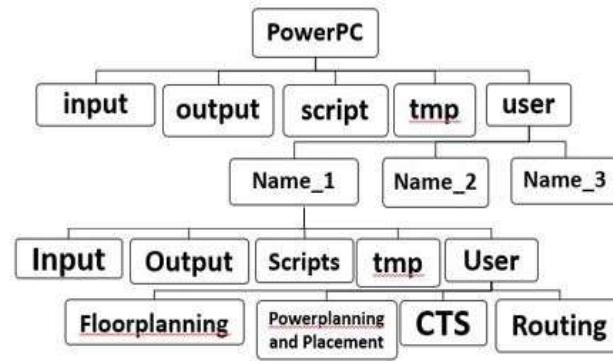 PowerPC
input
output
script
tmp
user
Name_1
Name_2
Name_3
Input
Output
Scripts
tmp
User
Floorplanning
Powerplanning
and Placement
CTS
Routing